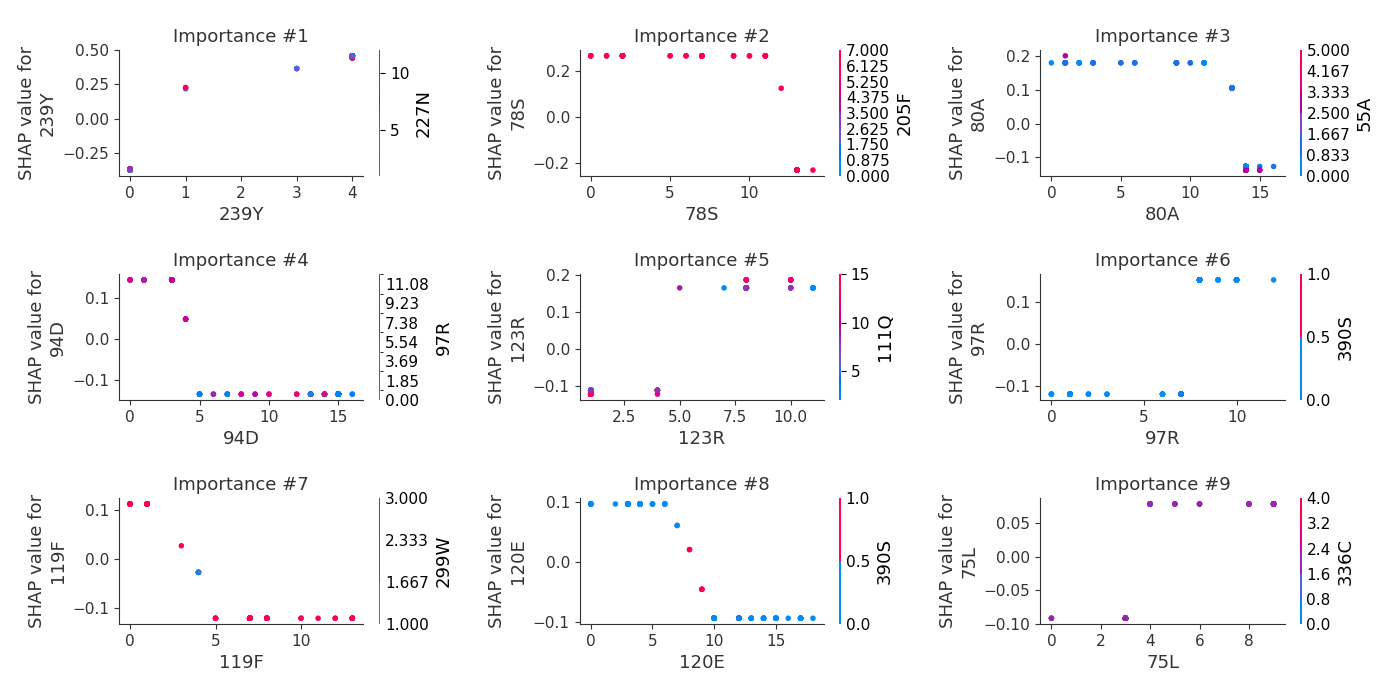 Importance #1
SHAP value for
239Y
0.50
0.25
0.00
−0.25
0 1 2 3 4
239Y
10
5
227N
Importance #2
SHAP value for
78S
0.2
0.0
−0.2
0 5 10
78S
7.000
6.125
5.250
4.375
3.500
2.625
1.750
0.875
0.000
205F
Importance #3
SHAP value for
80A
0.2
0.1
0.0
−0.1
0 5 10 15
80A
5.000
4.167
3.333
2.500
1.667
0.833
0.000
55A
Importance #4
SHAP value for
94D
0.1
0.0
−0.1
0 5 10 15
94D
11.08
9.23
7.38
5.54
3.69
1.85
0.00
97R
Importance #5
SHAP value for
123R
0.2
0.1
0.0
−0.1
2.5 5.0 7.5 10.0
123R
15
10
5
111Q
Importance #6
SHAP value for
97R
0.1
0.0
−0.1
0 5 10
97R
1.0
0.5
0.0
390S
Importance #7
SHAP value for
119F
0.1
0.0
−0.1
0 5 10
119F
3.000
2.333
1.667
1.000
299W
Importance #8
SHAP value for
120E
0.1
0.0
−0.1
0 5 10 15
120E
1.0
0.5
0.0
390S
Importance #9
SHAP value for
75L
0.05
0.00
−0.05
−0.10
0 2 4 6 8
75L
4.0
3.2
2.4
1.6
0.8
0.0
336C